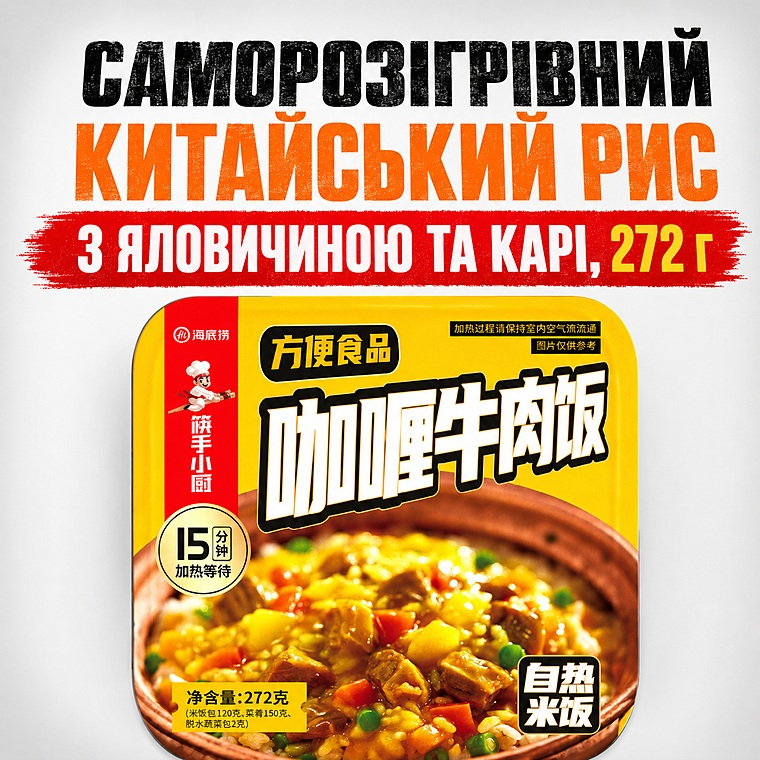 САМОРОЗІГРІВНИЙ
КИТАЙСЬКИЙ РИС
З ЯЛОВИЧИНОЮ ТА КАРІ, 272 г
Hi 海底捞
方便食品
加热过程请保持室内空气流流通
图片仅供参考
筷手小厨
咖喱牛肉饭
15分钟
加热等待
净含量:272克
(米饭包120克、菜肴150克、
脱水蔬菜包2克)
自热
米饭